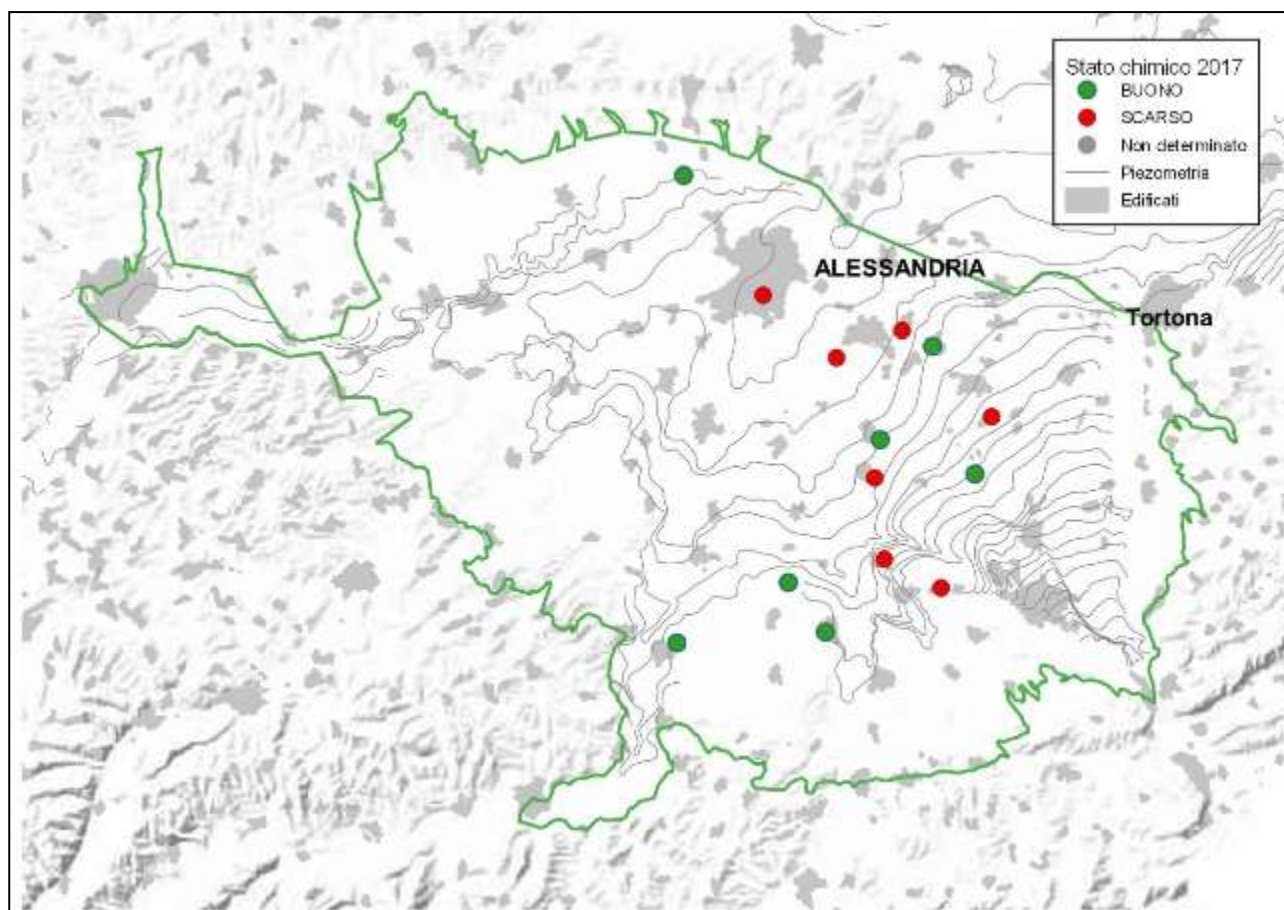 Stato chimico 2017
BUONO
SCARSO
Non determinato
Piezometria
Edificati
ALESSANDRIA
Tortona